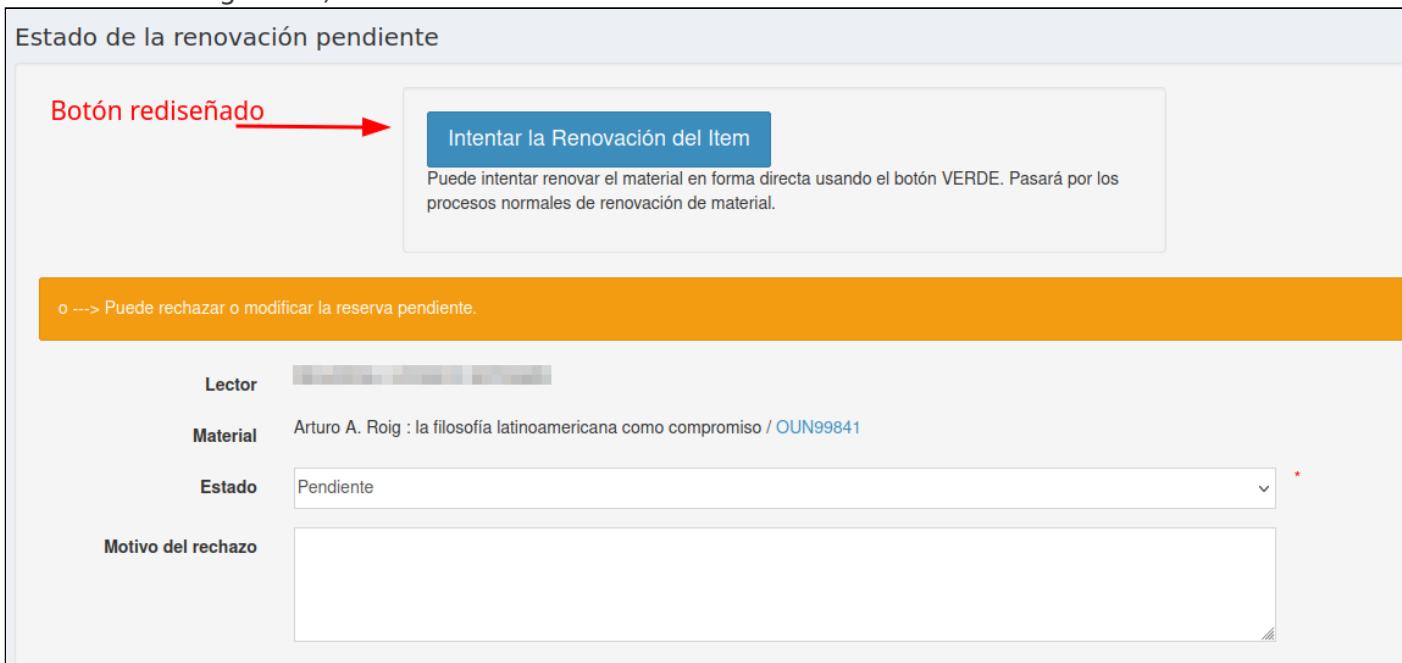 Estado de la renovación pendiente
Botón rediseñado
Intentar la Renovación del Item
Puede intentar renovar el material en forma directa usando el botón VERDE. Pasará por los
procesos normales de renovación de material.
o ---> Puede rechazar o modificar la reserva pendiente.
Lector
Material Arturo A. Roig : la filosofía latinoamericana como compromiso / OUN99841
Estado Pendiente *
Motivo del rechazo